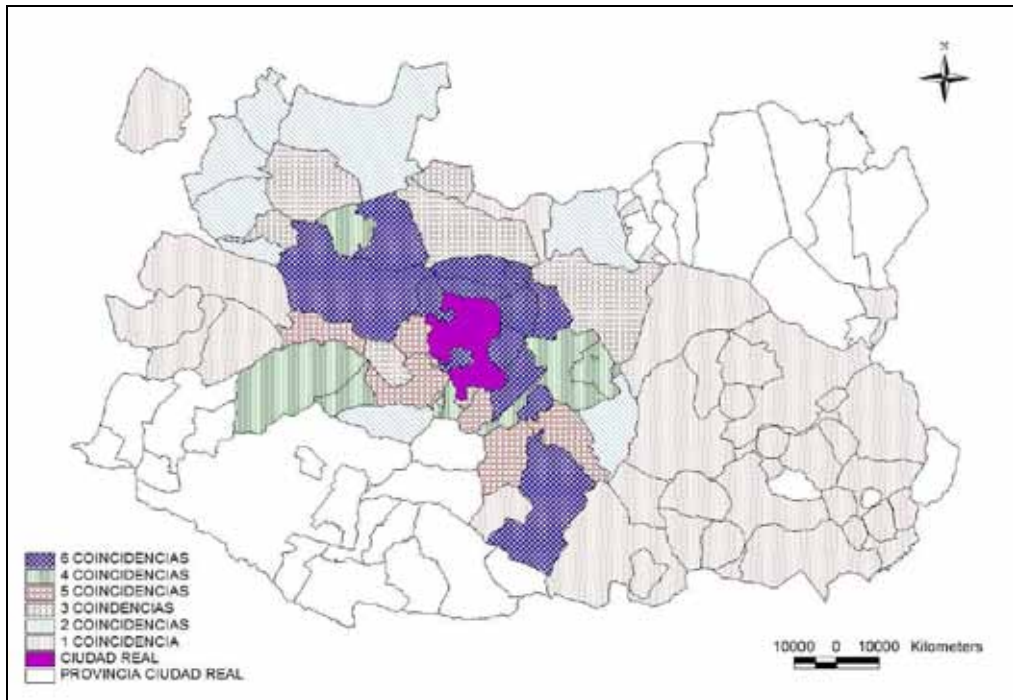 N
6 COINCIDENCIAS
4 COINCIDENCIAS
5 COINCIDENCIAS
3 COINDENCIAS
2 COINCIDENCIAS
1 COINCIDENCIA
CIUDAD REAL
PROVINCIA CIUDAD REAL
10000 0 10000 Kilometers